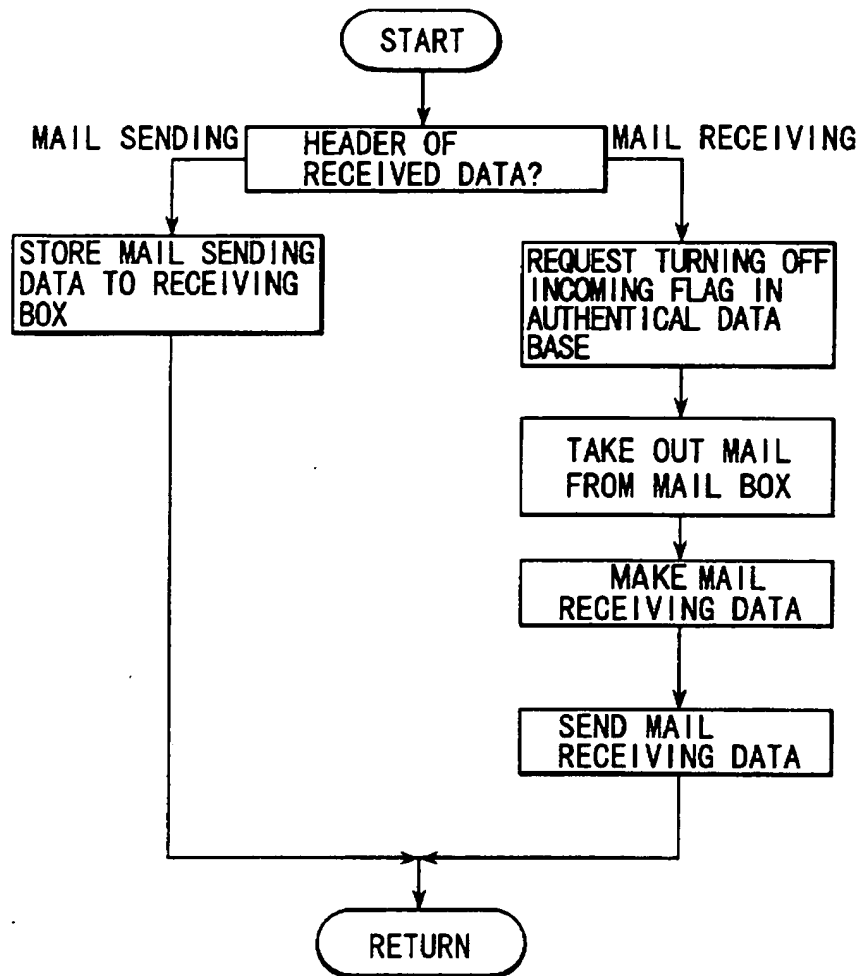 START
MAIL SENDING
HEADER OF
RECEIVED DATA?
MAIL RECEIVING
STORE MAIL SENDING
DATA TO RECEIVING
BOX
REQUEST TURNING OFF
INCOMING FLAG IN
AUTHENTICAL DATA
BASE
TAKE OUT MAIL
FROM MAIL BOX
MAKE MAIL
RECEIVING DATA
SEND MAIL
RECEIVING DATA
RETURN